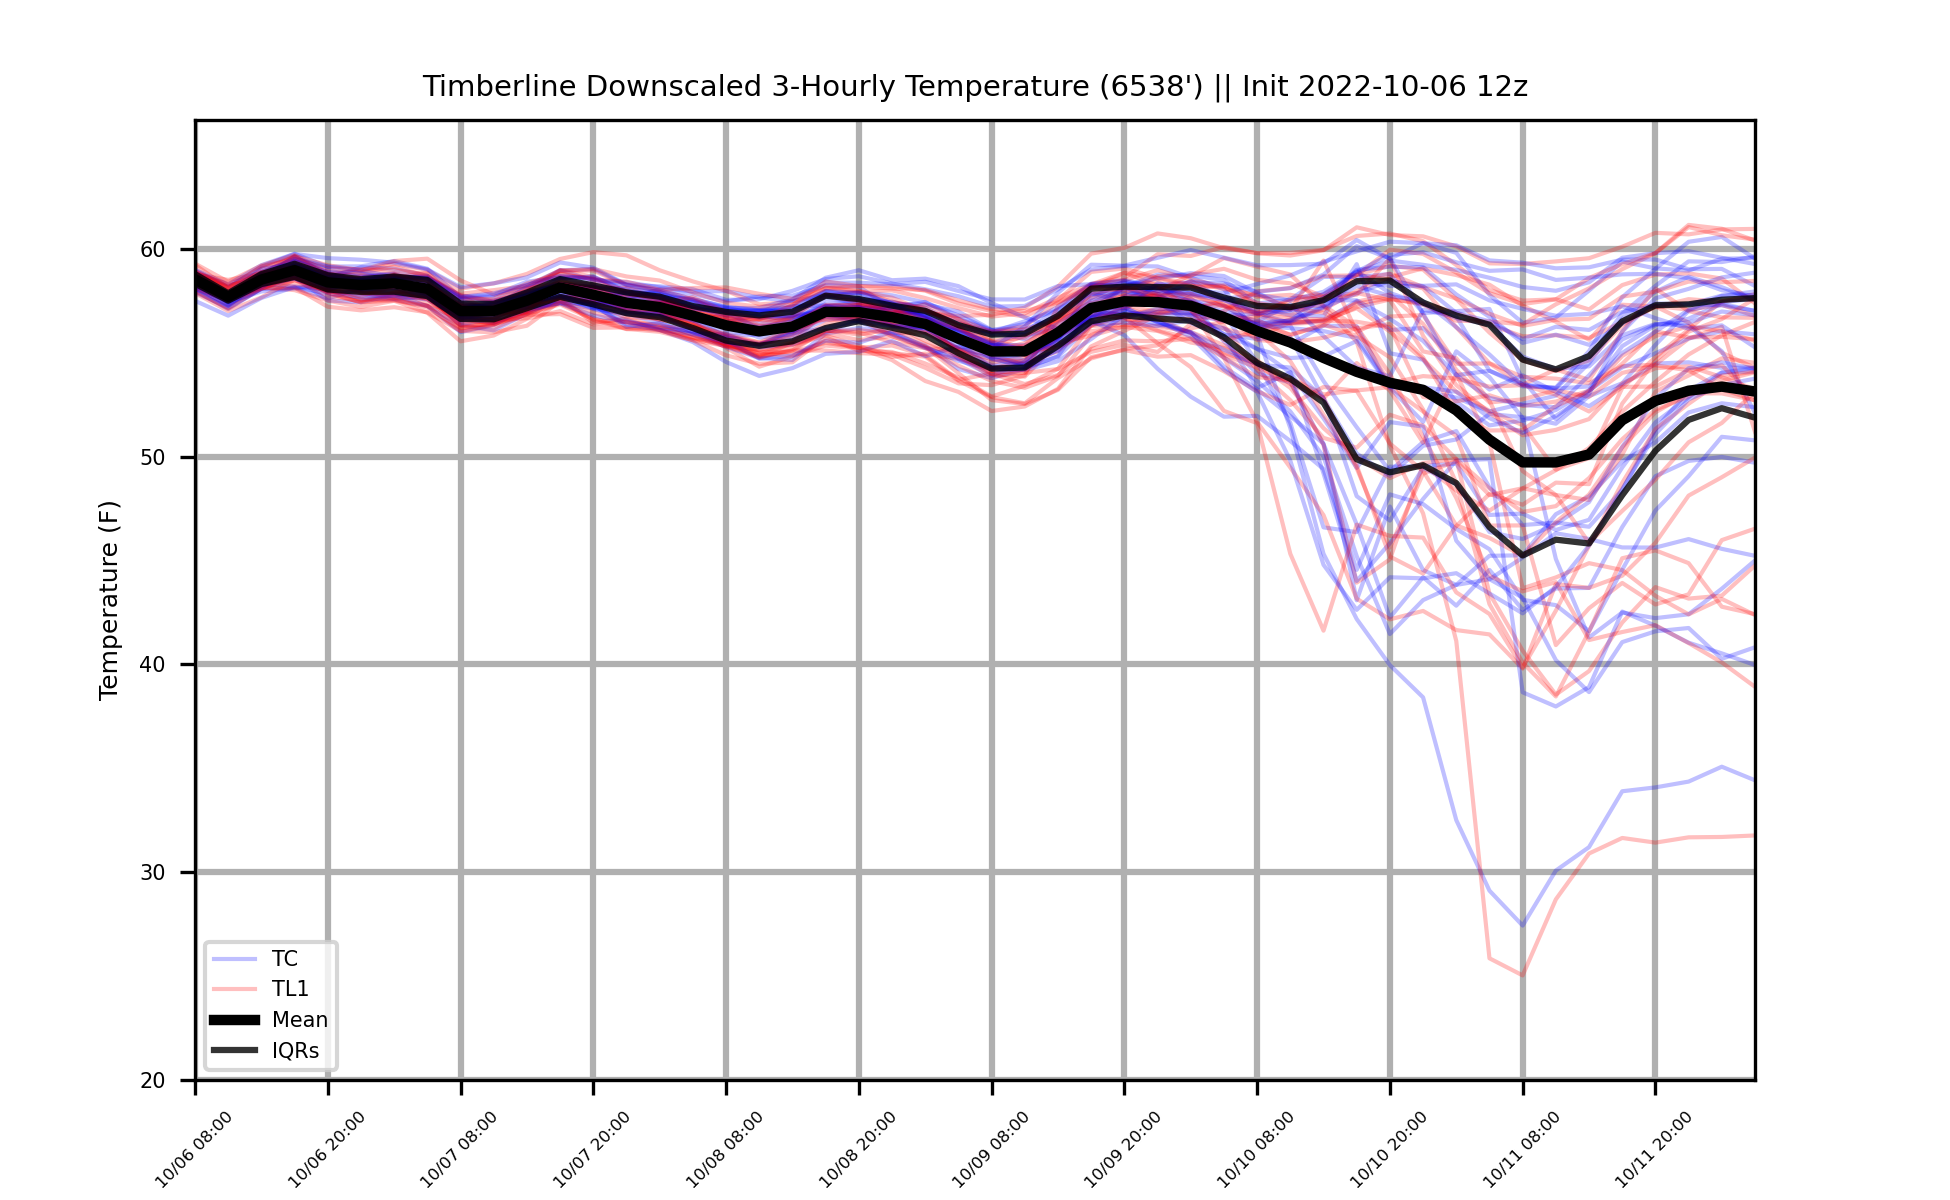 Timberline Downscaled 3-Hourly Temperature (6538') || Init 2022-10-06 12z
Temperature (F)
60
50
40
30
20
TC
TL1
Mean
IQRs
10/06 08:00
10/06 20:00
10/07 08:00
10/07 20:00
10/08 08:00
10/08 20:00
10/09 08:00
10/09 20:00
10/10 08:00
10/10 20:00
10/11 08:00
10/11 20:00